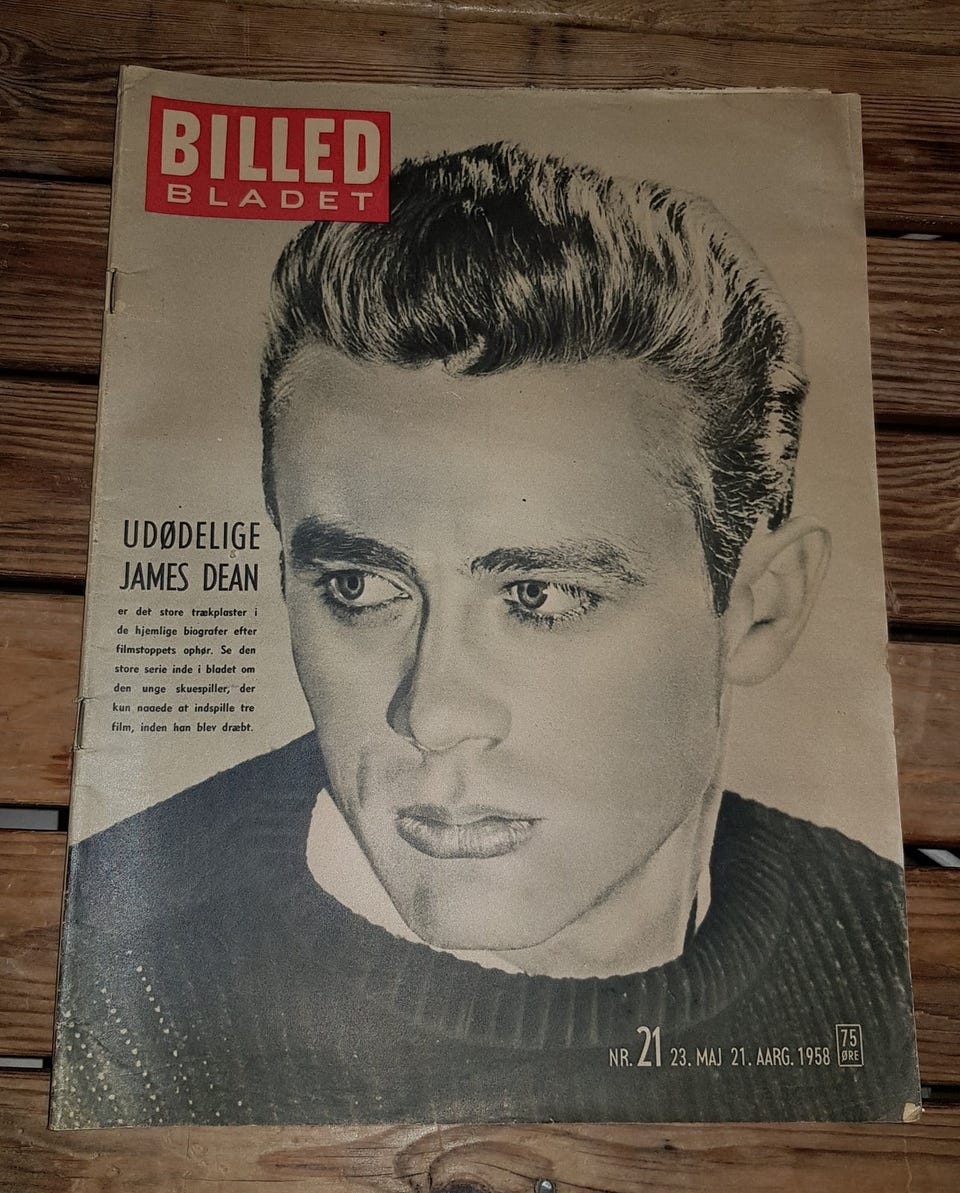 BILLED
BLADET
UDØDELIGE
JAMES DEAN
er det store trækplaster i
de hjemlige biografer efter
filmstoppets ophør. Se den
store serie inde i bladet om
den unge skuespiller, der
kun naaede at indspille tre
film, inden han blev dræbt.
NR. 21 23. MAJ 21. AARG. 1958 75 ØRE